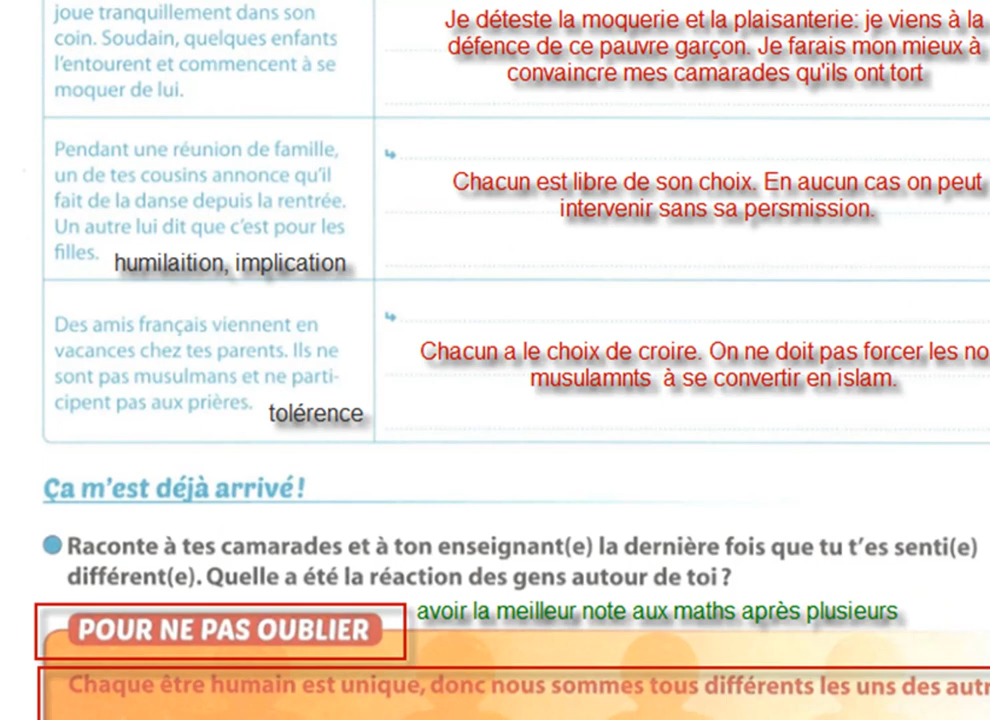 joue tranquillement dans son
coin. Soudain, quelques enfants
l'entourent et commencent à se
moquer de lui.
Je déteste la moquerie et la plaisanterie: je viens à la
défence de ce pauvre garçon. Je farais mon mieux à
convaincre mes camarades qu'ils ont tort
Pendant une réunion de famille,
un de tes cousins annonce qu'il
fait de la danse depuis la rentrée.
Un autre lui dit que c'est pour les
filles.
humilaition, implication
Chacun est libre de son choix. En aucun cas on peut
intervenir sans sa persmission.
Des amis français viennent en
vacances chez tes parents. Ils ne
sont pas musulmans et ne parti-
cipent pas aux prières.
tolérence
Chacun a le choix de croire. On ne doit pas forcer les no
musulamnts à se convertir en islam.
Ça m'est déjà arrivé!
Raconte à tes camarades et à ton enseignant(e) la dernière fois que tu t'es senti(e)
différent(e). Quelle a été la réaction des gens autour de toi?
avoir la meilleur note aux maths après plusieurs
POUR NE PAS OUBLIER
Chaque être humain est unique, donc nous sommes tous différents les uns des autr